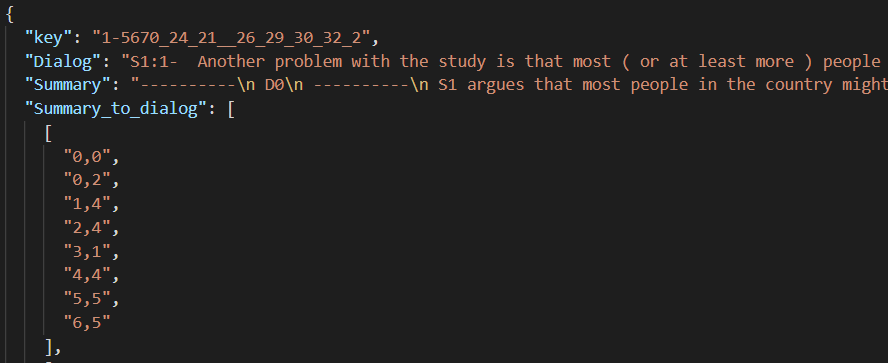 {
"key": "1-5670_24_21__26_29_30_32_2",
"Dialog": "S1:1-  Another problem with the study is that most ( or at least more ) people
"Summary": "----------\n D0\n ----------\n S1 argues that most people in the country might
"Summary_to_dialog": [
[
"0,0",
"0,2",
"1,4",
"2,4",
"3,1",
"4,4",
"5,5",
"6,5"
],